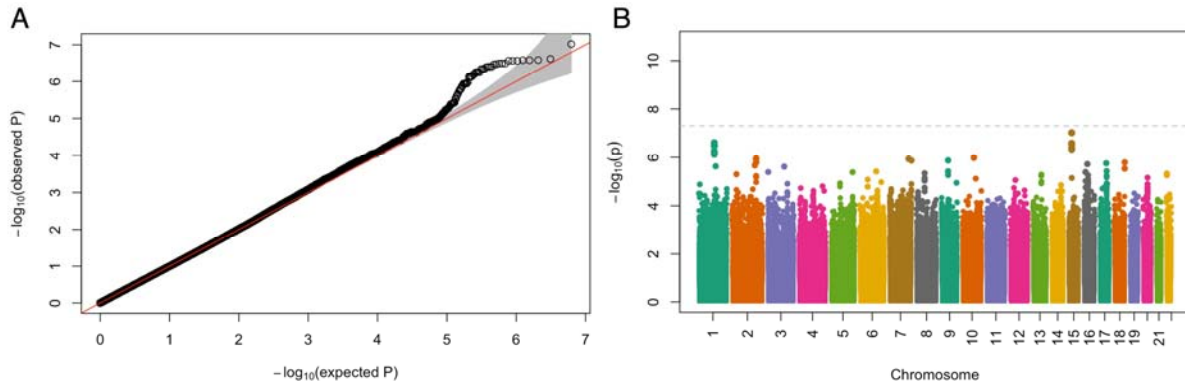 A
−log₁₀(observed P)
7
6
5
4
3
2
1
0
0 1 2 3 4 5 6 7
−log₁₀(expected P)
B
−log₁₀(p)
10
8
6
4
2
0
1 2 3 4 5 6 7 8 9 10 11 12 13 14 15 16 17 18 19 20 21
Chromosome